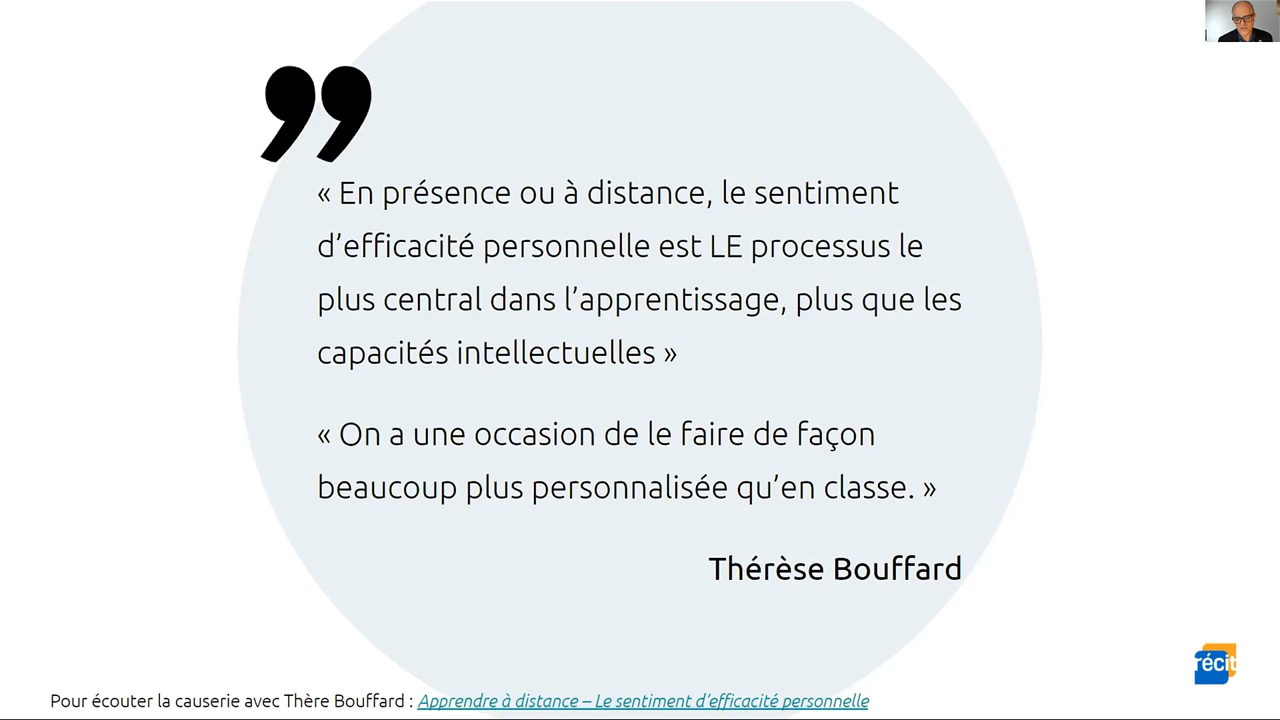 « En présence ou à distance, le sentiment
d’efficacité personnelle est LE processus le
plus central dans l’apprentissage, plus que les
capacités intellectuelles »
« On a une occasion de le faire de façon
beaucoup plus personnalisée qu’en classe. »
Thérèse Bouffard
récit
Pour écouter la causerie avec Thère Bouffard : Apprendre à distance – Le sentiment d’efficacité personnelle